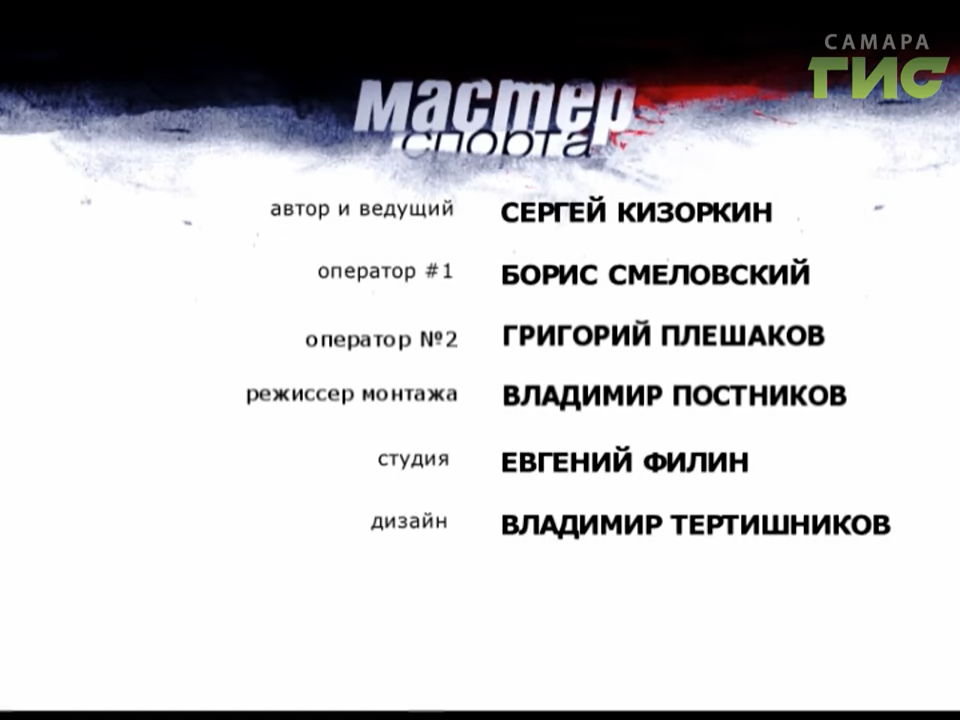 САМАРА
ГИС
мастер
спорта
автор и ведущий СЕРГЕЙ КИЗОРКИН
оператор #1 БОРИС СМЕЛОВСКИЙ
оператор №2 ГРИГОРИЙ ПЛЕШАКОВ
режиссер монтажа ВЛАДИМИР ПОСТНИКОВ
студия ЕВГЕНИЙ ФИЛИН
дизайн ВЛАДИМИР ТЕРТИШНИКОВ